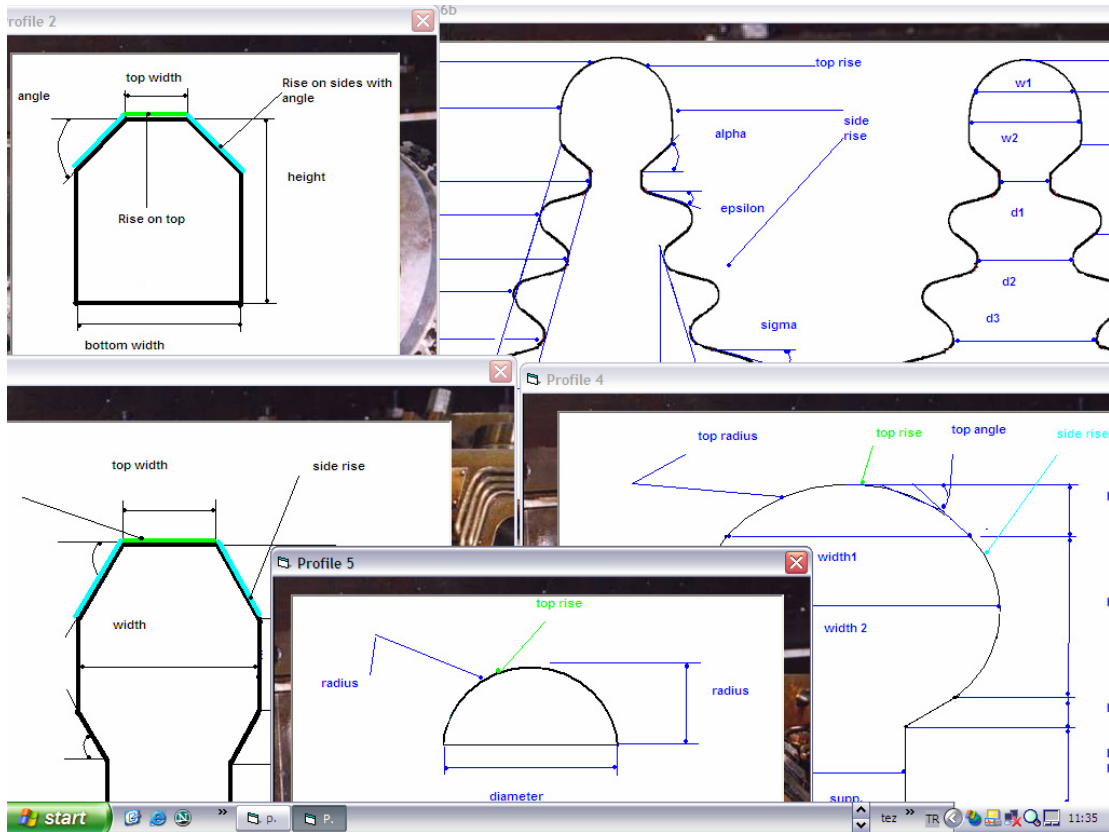 Profile 2
6b
top width
angle
Rise on sides with
angle
height
Rise on top
bottom width
top rise
side
rise
alpha
epsilon
sigma
w1
w2
d1
d2
d3
top width
side rise
width
Profile 4
top radius
top rise
top angle
side rise
width1
width 2
supp.
Profile 5
top rise
radius
radius
diameter
start
p.
P.
tez
TR
11:35